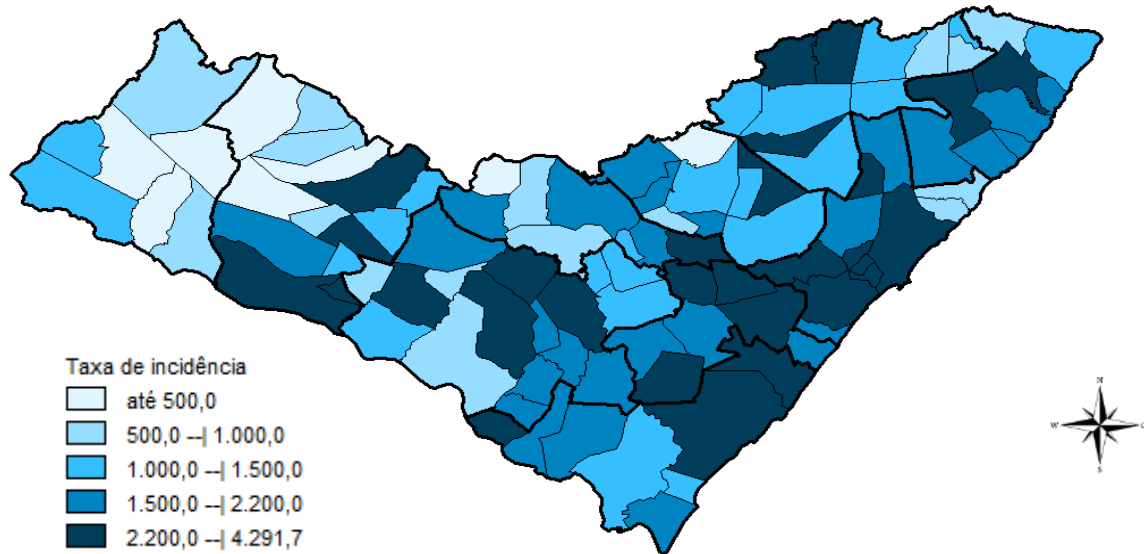 Taxa de incidência
até 500,0
500,0 --| 1.000,0
1.000,0 --| 1.500,0
1.500,0 --| 2.200,0
2.200,0 --| 4.291,7
N
W
S